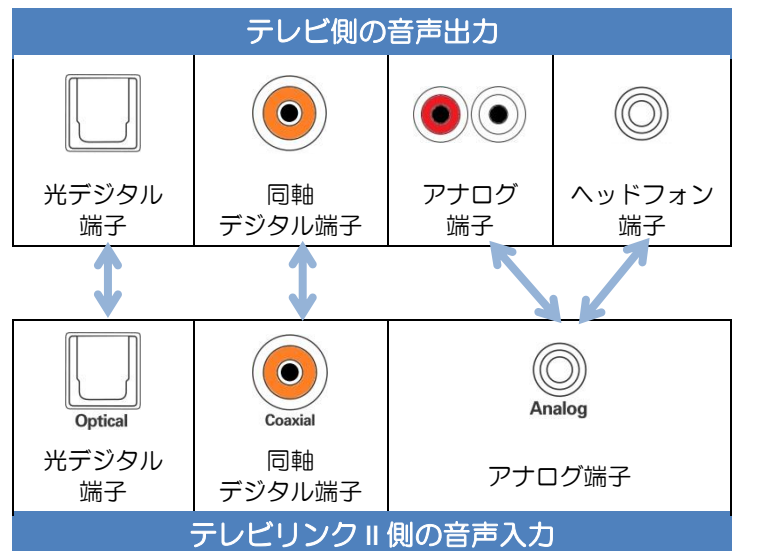 テレビ側の音声出力
光デジタル
端子
同軸
デジタル端子
アナログ
端子
ヘッドフォン
端子
Optical
Coaxial
Analog
光デジタル
端子
同軸
デジタル端子
アナログ端子
テレビリンク II 側の音声入力